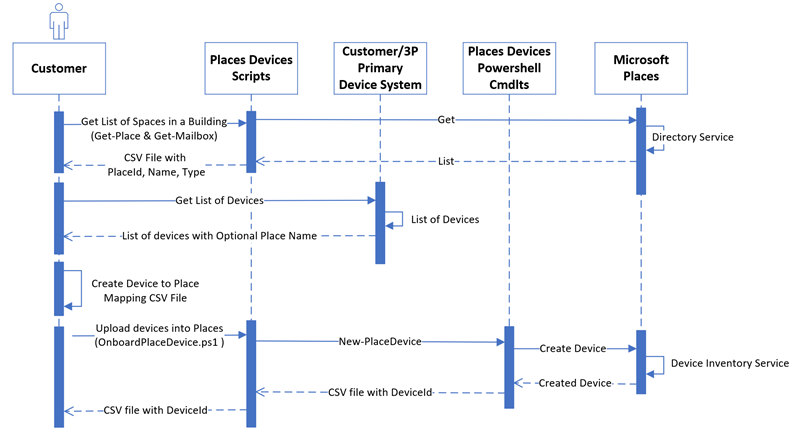 Customer
Places Devices
Scripts
Customer/3P
Primary
Device System
Places Devices
Powershell
Cmdlts
Microsoft
Places
Get List of Spaces in a Building
(Get-Place & Get-Mailbox)
Get
Directory Service
CSV File with
PlaceId, Name, Type
List
Get List of Devices
List of Devices
List of devices with Optional Place Name
Create Device to Place
Mapping CSV File
Upload devices into Places
(OnboardPlaceDevice.ps1 )
New-PlaceDevice
Create Device
Device Inventory Service
Created Device
CSV file with DeviceId
CSV file with DeviceId